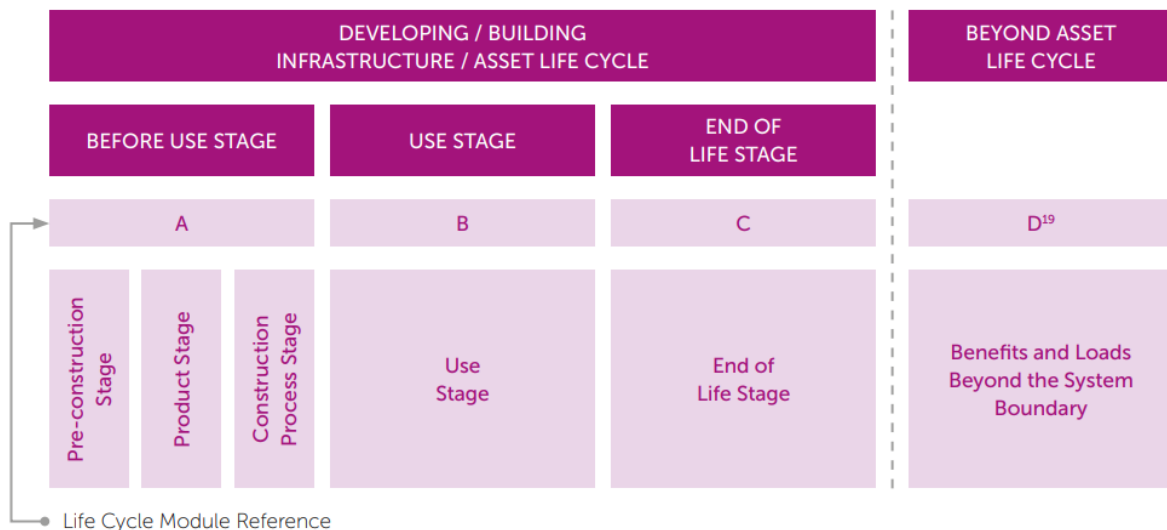 DEVELOPING / BUILDING
INFRASTRUCTURE / ASSET LIFE CYCLE
BEYOND ASSET
LIFE CYCLE
BEFORE USE STAGE
USE STAGE
END OF
LIFE STAGE
A
B
C
D¹⁹
Pre-construction
Stage
Product Stage
Construction
Process Stage
Use
Stage
End of
Life Stage
Benefits and Loads
Beyond the System
Boundary
Life Cycle Module Reference